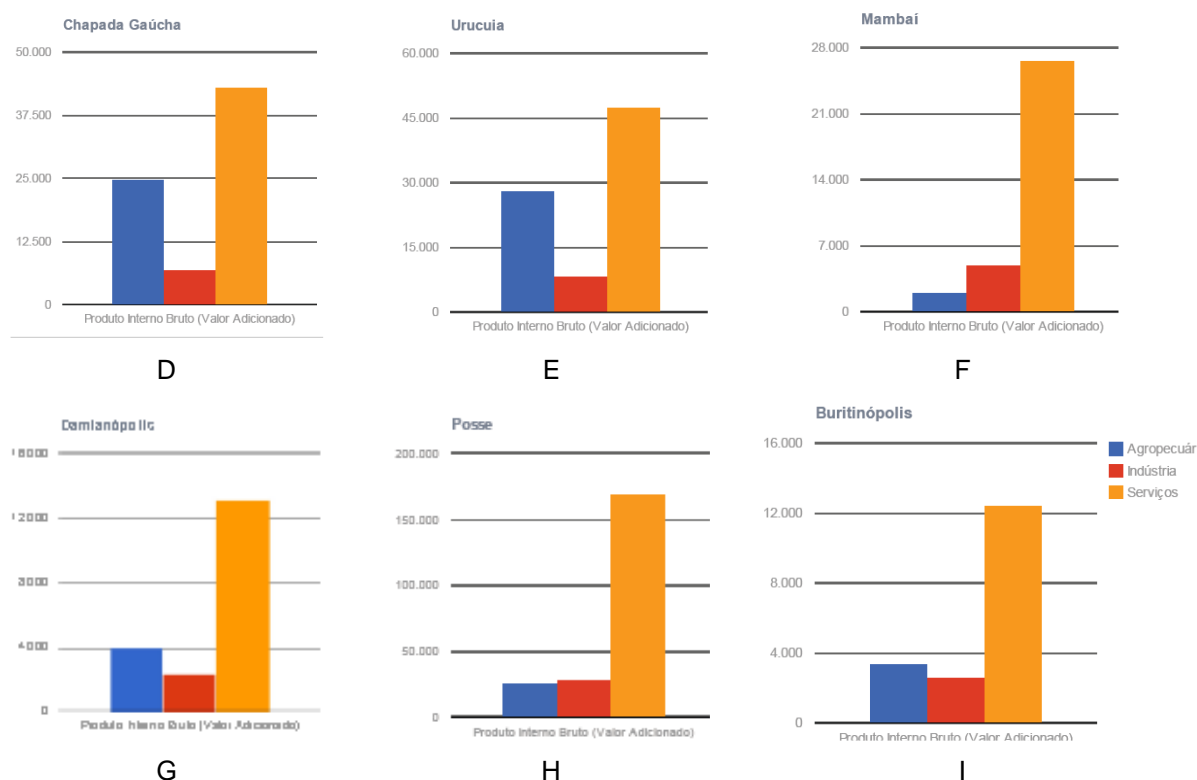 Chapada Gaúcha
50.000
37.500
25.000
12.500
0
Produto Interno Bruto (Valor Adicionado)
D
Urucuia
60.000
45.000
30.000
15.000
0
Produto Interno Bruto (Valor Adicionado)
E
Mambaí
28.000
21.000
14.000
7.000
0
Produto Interno Bruto (Valor Adicionado)
F
Damianópolis
0
G
Posse
200.000
150.000
100.000
50.000
0
Produto Interno Bruto (Valor Adicionado)
H
Buritinópolis
16.000
12.000
8.000
4.000
0
Produto Interno Bruto (Valor Adicionado)
Agropecuár
Indústria
Serviços
I